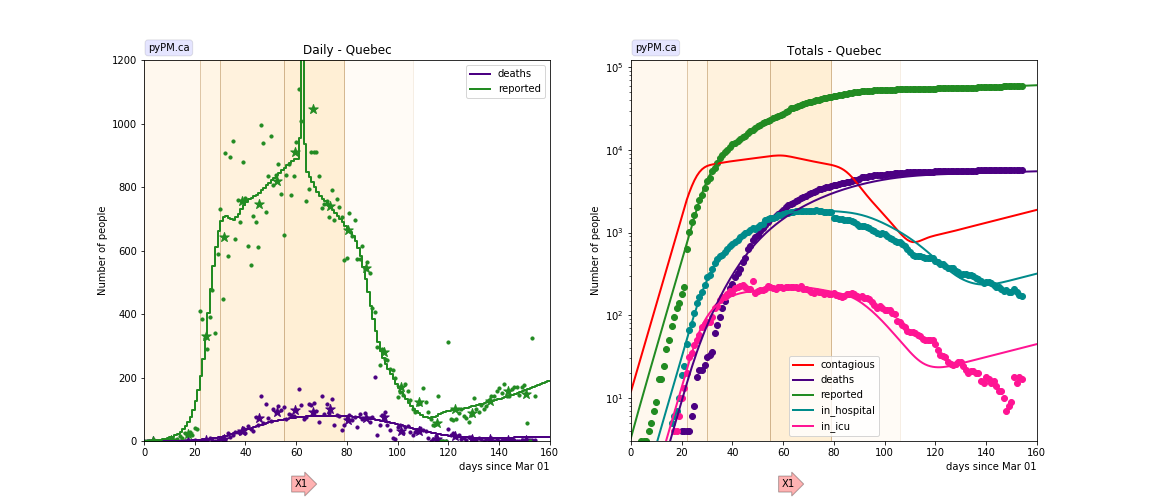 pyPM.ca
Daily - Quebec
Number of people
1200
1000
800
600
400
200
0
0 20 40 60 80 100 120 140 160
days since Mar 01
deaths
reported
X1
pyPM.ca
Totals - Quebec
Number of people
10^5
10^4
10^3
10^2
10^1
0 20 40 60 80 100 120 140 160
days since Mar 01
contagious
deaths
reported
in_hospital
in_icu
X1